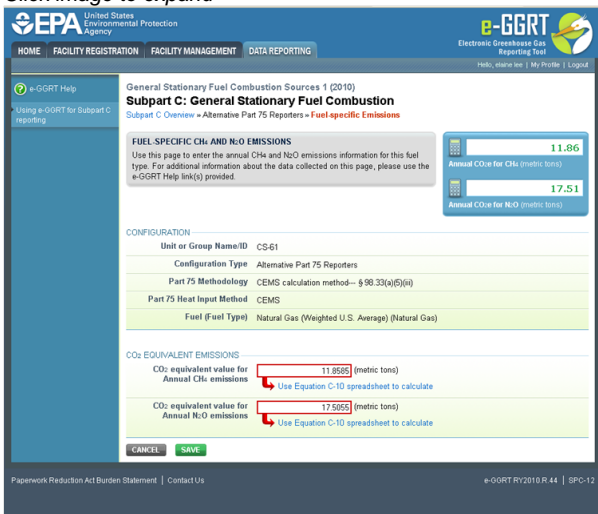 Click image to expand
EPA United States
Environmental Protection
Agency
e-GGRT
Electronic Greenhouse Gas
Reporting Tool
HOME FACILITY REGISTRATION FACILITY MANAGEMENT DATA REPORTING
Hello, elaine lee | My Profile | Logout
e-GGRT Help
Using e-GGRT for Subpart C
reporting
General Stationary Fuel Combustion Sources 1 (2010)
Subpart C: General Stationary Fuel Combustion
Subpart C Overview » Alternative Part 75 Reporters » Fuel-specific Emissions
FUEL-SPECIFIC CH4 AND N2O EMISSIONS
Use this page to enter the annual CH4 and N2O emissions information for this fuel
type. For additional information about the data collected on this page, please use the
e-GGRT Help link(s) provided.
11.86
Annual CO2e for CH4 (metric tons)
17.51
Annual CO2e for N2O (metric tons)
CONFIGURATION
Unit or Group Name/ID CS-61
Configuration Type Alternative Part 75 Reporters
Part 75 Methodology CEMS calculation method--- § 98.33(a)(5)(iii)
Part 75 Heat Input Method CEMS
Fuel (Fuel Type) Natural Gas (Weighted U.S. Average) (Natural Gas)
CO2 EQUIVALENT EMISSIONS
CO2 equivalent value for
Annual CH4 emissions
11.8585 (metric tons)
Use Equation C-10 spreadsheet to calculate
CO2 equivalent value for
Annual N2O emissions
17.5055 (metric tons)
Use Equation C-10 spreadsheet to calculate
CANCEL SAVE
Paperwork Reduction Act Burden Statement | Contact Us
e-GGRT RY2010.R.44 | SPC-12